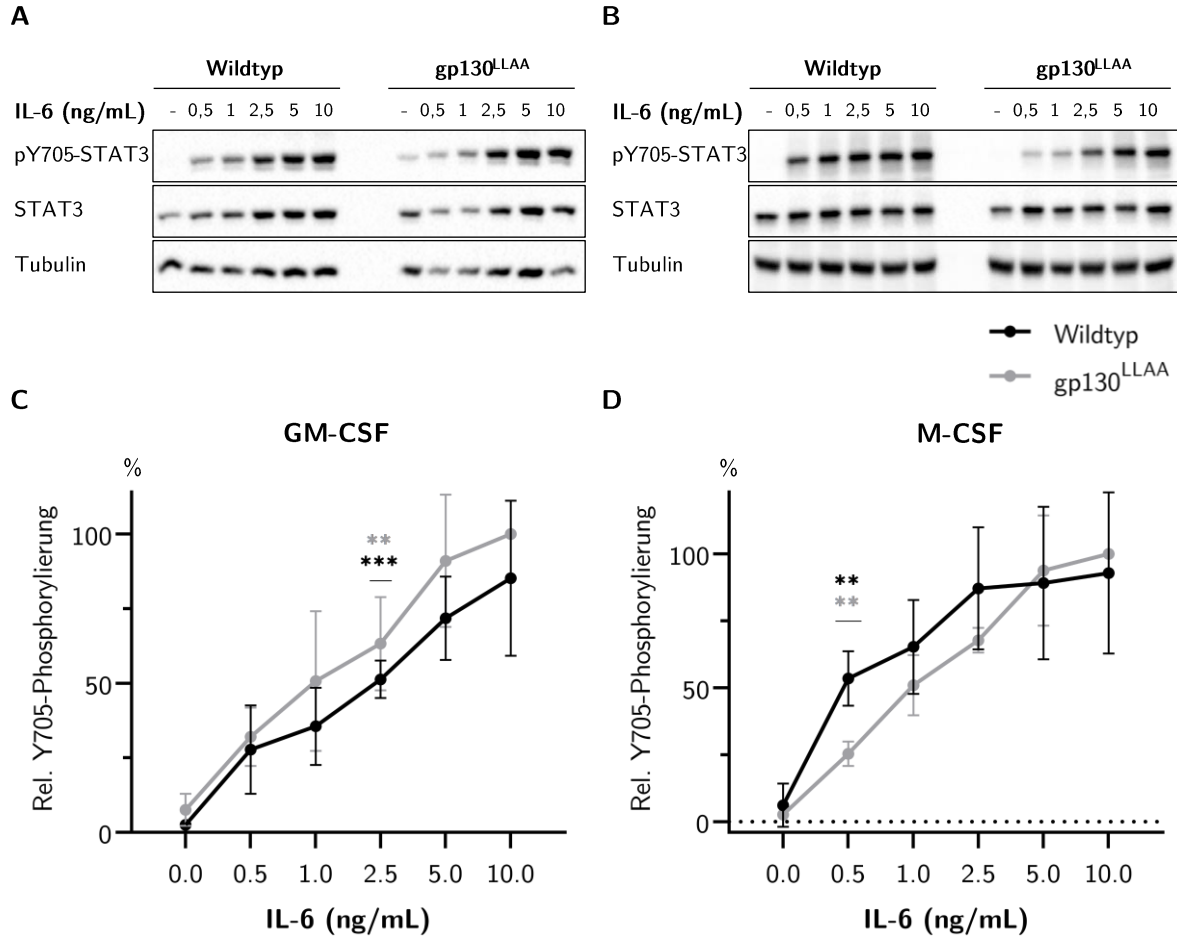 A
Wildtyp gp130LLAA
IL-6 (ng/mL) - 0,5 1 2,5 5 10 - 0,5 1 2,5 5 10
pY705-STAT3
STAT3
Tubulin
B
Wildtyp gp130LLAA
IL-6 (ng/mL) - 0,5 1 2,5 5 10 - 0,5 1 2,5 5 10
pY705-STAT3
STAT3
Tubulin
Wildtyp
gp130LLAA
C
GM-CSF
%
Rel. Y705-Phosphorylierung
100
50
0
**
***
0.0 0.5 1.0 2.5 5.0 10.0
IL-6 (ng/mL)
D
M-CSF
%
Rel. Y705-Phosphorylierung
100
50
0
**
**
0.0 0.5 1.0 2.5 5.0 10.0
IL-6 (ng/mL)